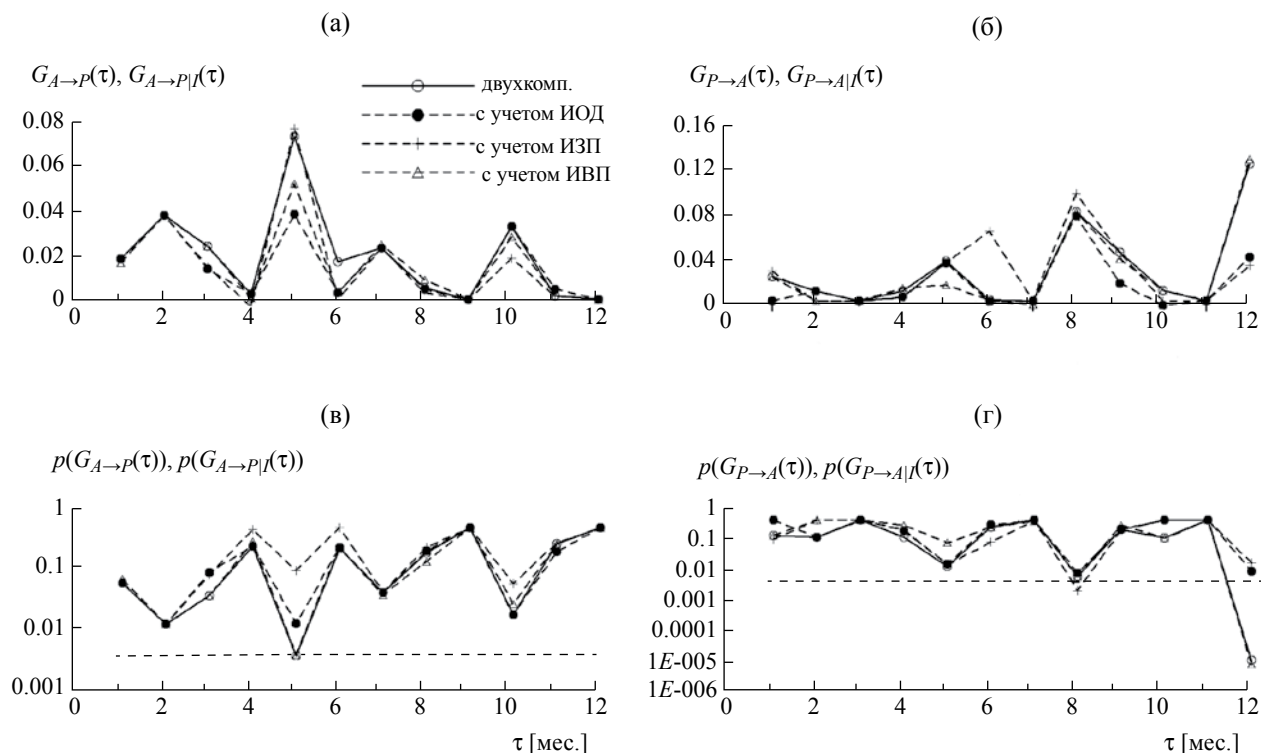 (а)
G_{A→P}(τ), G_{A→P|I}(τ)
двухкомп.
с учетом ИОД
с учетом ИЗП
с учетом ИВП
0.08
0.06
0.04
0.02
0
0 2 4 6 8 10 12
(б)
G_{P→A}(τ), G_{P→A|I}(τ)
0.16
0.12
0.08
0.04
0
0 2 4 6 8 10 12
(в)
p(G_{A→P}(τ)), p(G_{A→P|I}(τ))
1
0.1
0.01
0.001
0 2 4 6 8 10 12
τ [мес.]
(г)
p(G_{P→A}(τ)), p(G_{P→A|I}(τ))
1
0.1
0.01
0.001
0.0001
1E-005
1E-006
0 2 4 6 8 10 12
τ [мес.]